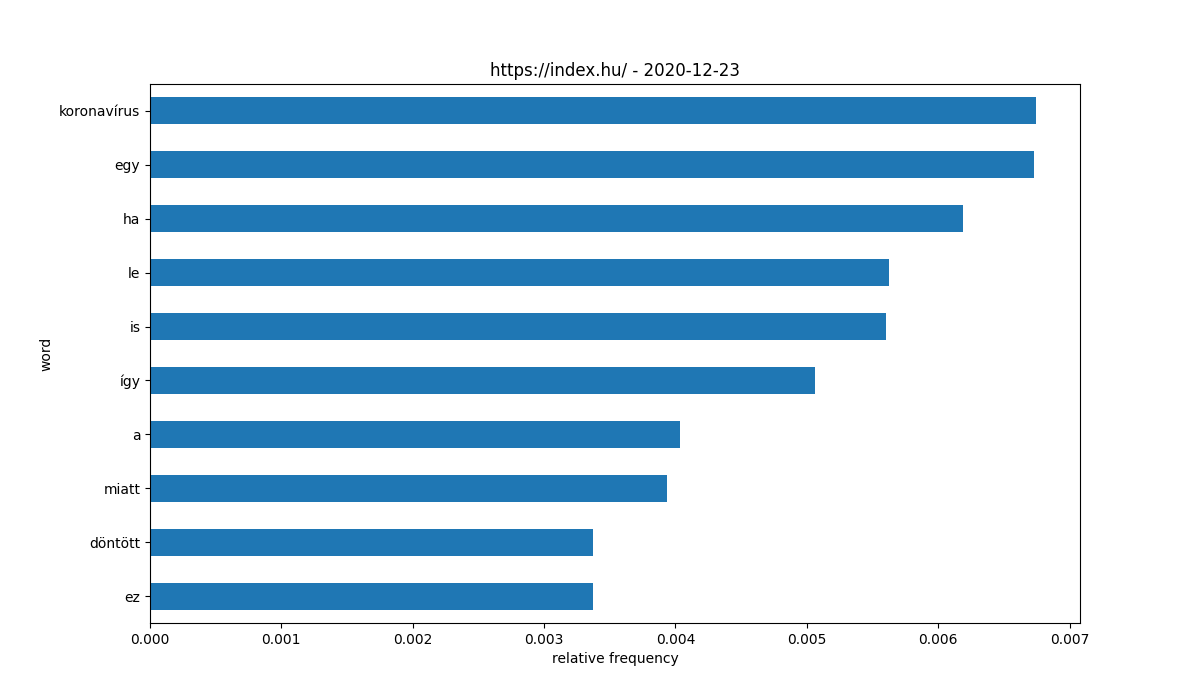 https://index.hu/ - 2020-12-23
koronavírus
egy
ha
le
is
így
a
miatt
döntött
ez
word
0.000 0.001 0.002 0.003 0.004 0.005 0.006 0.007
relative frequency